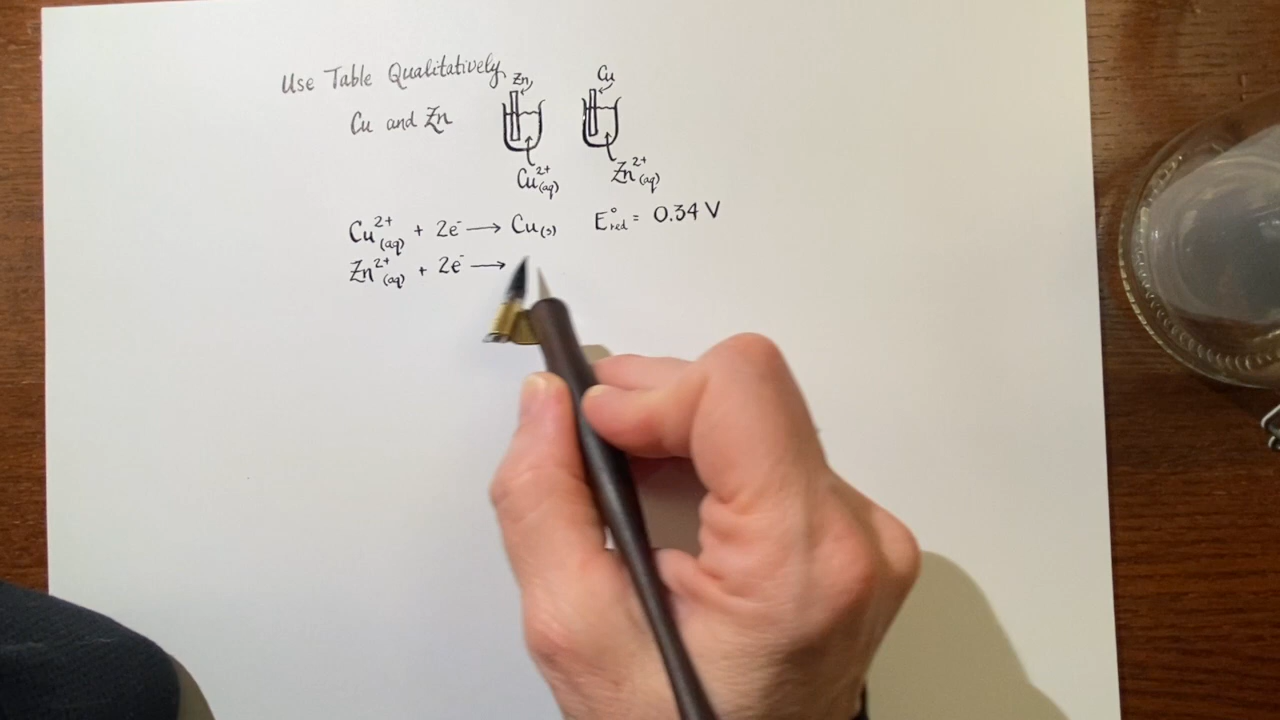 Use Table Qualitatively
Cu and Zn
Zn
Cu
Cu²⁺(aq)
Zn²⁺(aq)
Cu²⁺(aq) + 2e⁻ → Cu(s) E°red = 0.34 V
Zn²⁺(aq) + 2e⁻ →